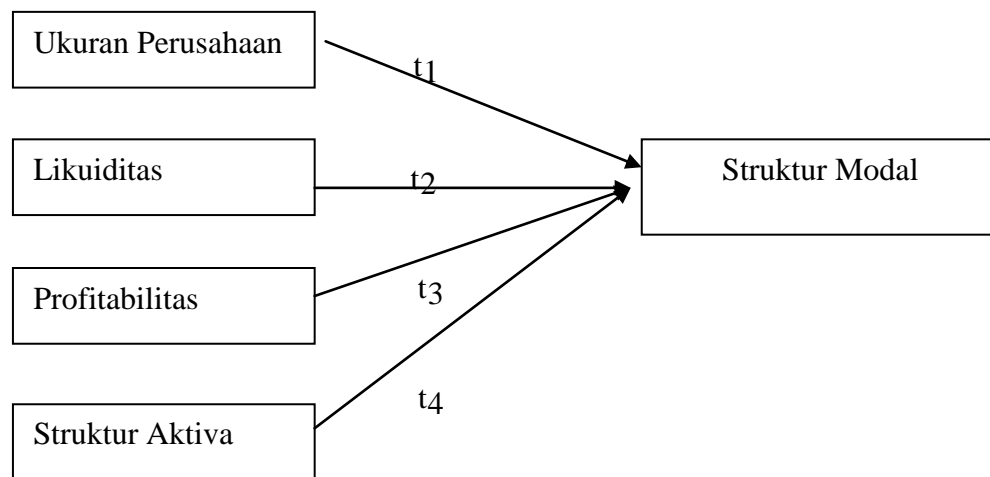 Ukuran Perusahaan
t1
Likuiditas
t2
Struktur Modal
Profitabilitas
t3
Struktur Aktiva
t4